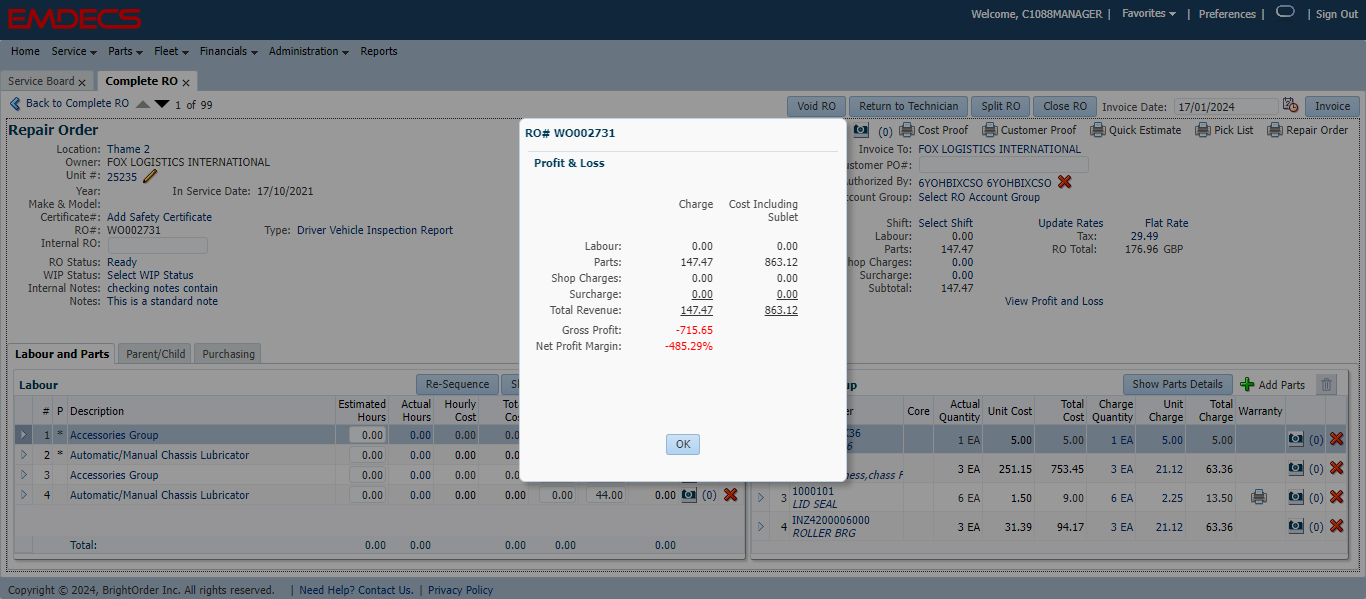 EMDECS
Welcome, C1088MANAGER | Favorites | Preferences | | Sign Out
Home Service Parts Fleet Financials Administration Reports
Service Board x Complete RO x
Back to Complete RO 1 of 99 Void RO Return to Technician Split RO Close RO Invoice Date: 17/01/2024 Invoice
Repair Order (0) Cost Proof Customer Proof Quick Estimate Pick List Repair Order
Location: Thame 2
Owner: FOX LOGISTICS INTERNATIONAL
Unit #: 25235
Year: In Service Date: 17/10/2021
Make & Model:
Certificate#: Add Safety Certificate
RO#: WO002731 Type: Driver Vehicle Inspection Report
Internal RO:
RO Status: Ready
WIP Status: Select WIP Status
Internal Notes: checking notes contain
Notes: This is a standard note
Invoice To: FOX LOGISTICS INTERNATIONAL
ustomer PO#:
uthorized By: 6YOHBIXCSO 6YOHBIXCSO
count Group: Select RO Account Group
Shift: Select Shift Update Rates Flat Rate
Labour: 0.00 Tax: 29.49
Parts: 147.47 RO Total: 176.96 GBP
hop Charges: 0.00
Surcharge: 0.00
Subtotal: 147.47
View Profit and Loss
RO# WO002731
Profit & Loss
Charge Cost Including
Sublet
Labour: 0.00 0.00
Parts: 147.47 863.12
Shop Charges: 0.00 0.00
Surcharge: 0.00 0.00
Total Revenue: 147.47 863.12
Gross Profit: -715.65
Net Profit Margin: -485.29%
OK
Labour and Parts Parent/Child Purchasing
Labour Re-Sequence
# P Description Estimated Hours Actual Hours Hourly Cost
1 * Accessories Group 0.00 0.00 0.00
2 * Automatic/Manual Chassis Lubricator 0.00 0.00 0.00
3 Accessories Group 0.00 0.00 0.00
4 Automatic/Manual Chassis Lubricator 0.00 0.00 0.00 0.00 0.00 44.00 0.00 (0)
Total: 0.00 0.00 0.00 0.00 0.00
up Show Parts Details Add Parts
er Core Actual Quantity Unit Cost Total Cost Charge Quantity Unit Charge Total Charge Warranty
1 EA 5.00 5.00 1 EA 5.00 5.00 (0)
3 EA 251.15 753.45 3 EA 21.12 63.36 (0)
ness,chass F
3 1000101 6 EA 1.50 9.00 6 EA 2.25 13.50 (0)
LID SEAL
4 INZ4200006000 3 EA 31.39 94.17 3 EA 21.12 63.36 (0)
ROLLER BRG
Copyright © 2024, BrightOrder Inc. All rights reserved. | Need Help? Contact Us. | Privacy Policy